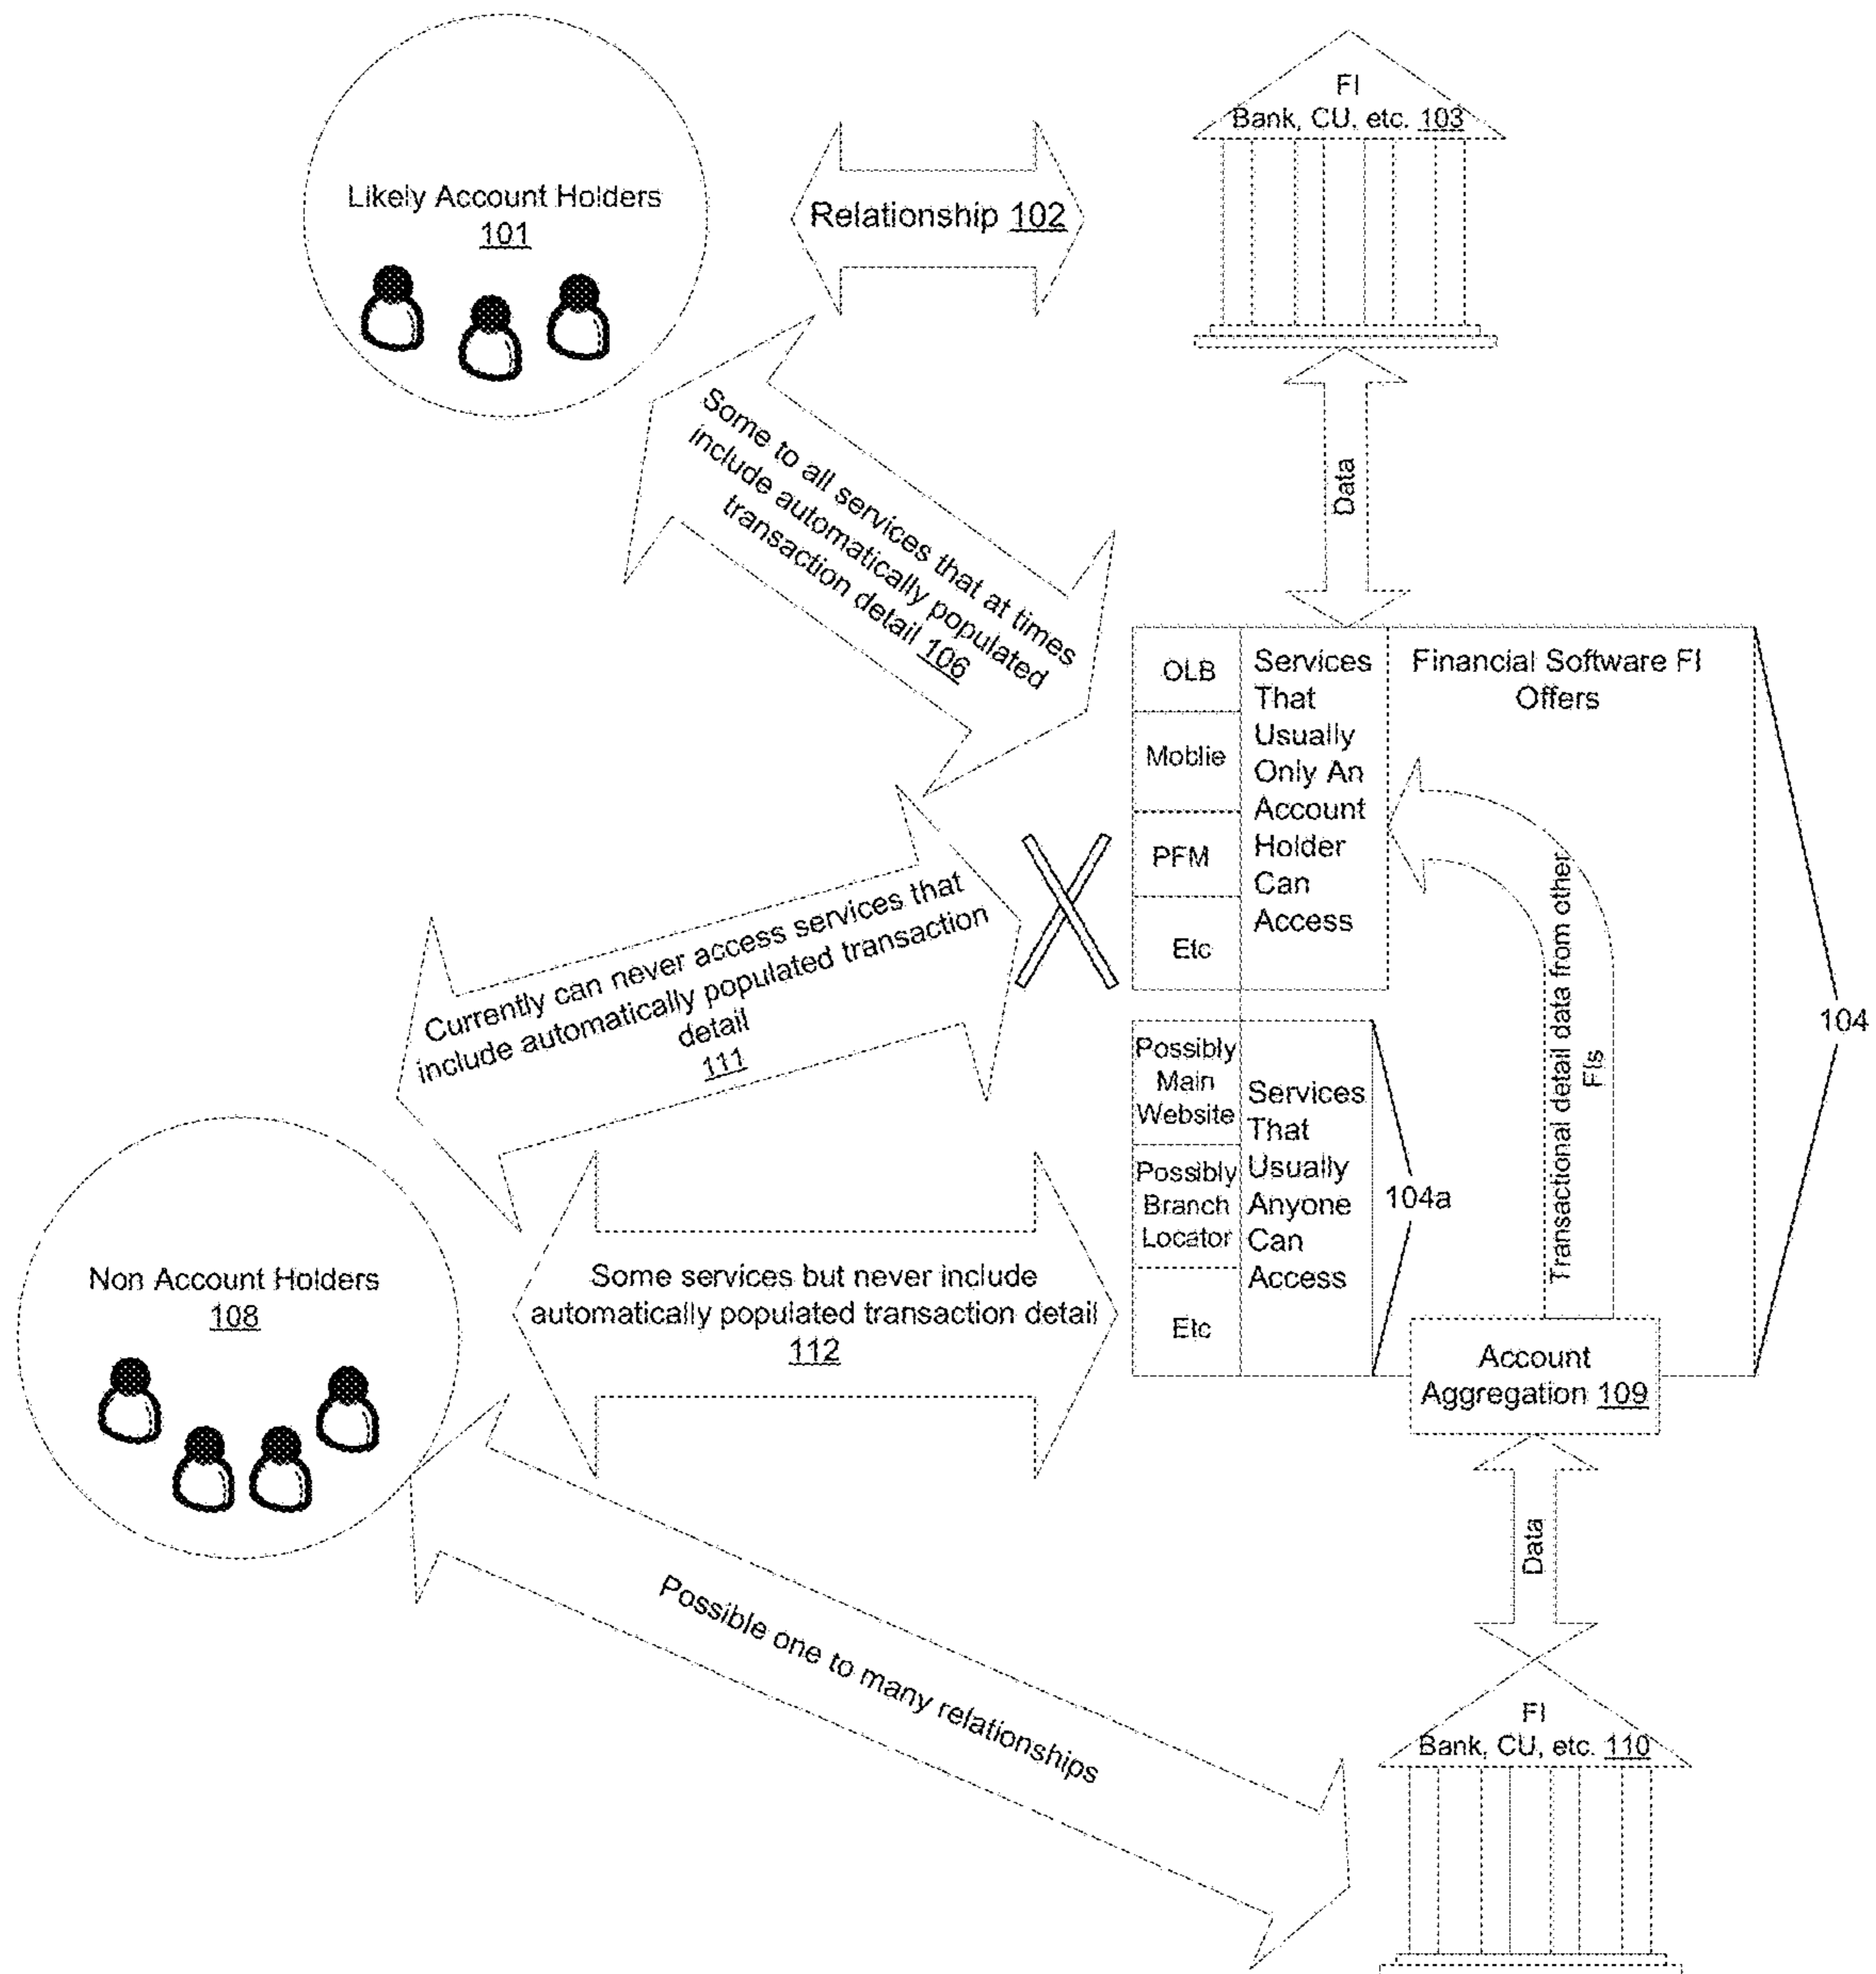 FI
Bank, CU, etc. 103
Likely Account Holders
101
Relationship 102
Data
Some to all services that at times
include automatically populated
transaction detail 106
OLB
Moblie
PFM
Etc
Services
That
Usually
Only An
Account
Holder
Can
Access
Financial Software FI
Offers
Transactional detail data from other
FIs
104
Currently can never access services that
include automatically populated transaction
detail
111
Possibly
Main
Website
Possibly
Branch
Locator
Etc
Services
That
Usually
Anyone
Can
Access
104a
Non Account Holders
108
Some services but never include
automatically populated transaction detail
112
Account
Aggregation 109
Data
Possible one to many relationships
FI
Bank, CU, etc. 110